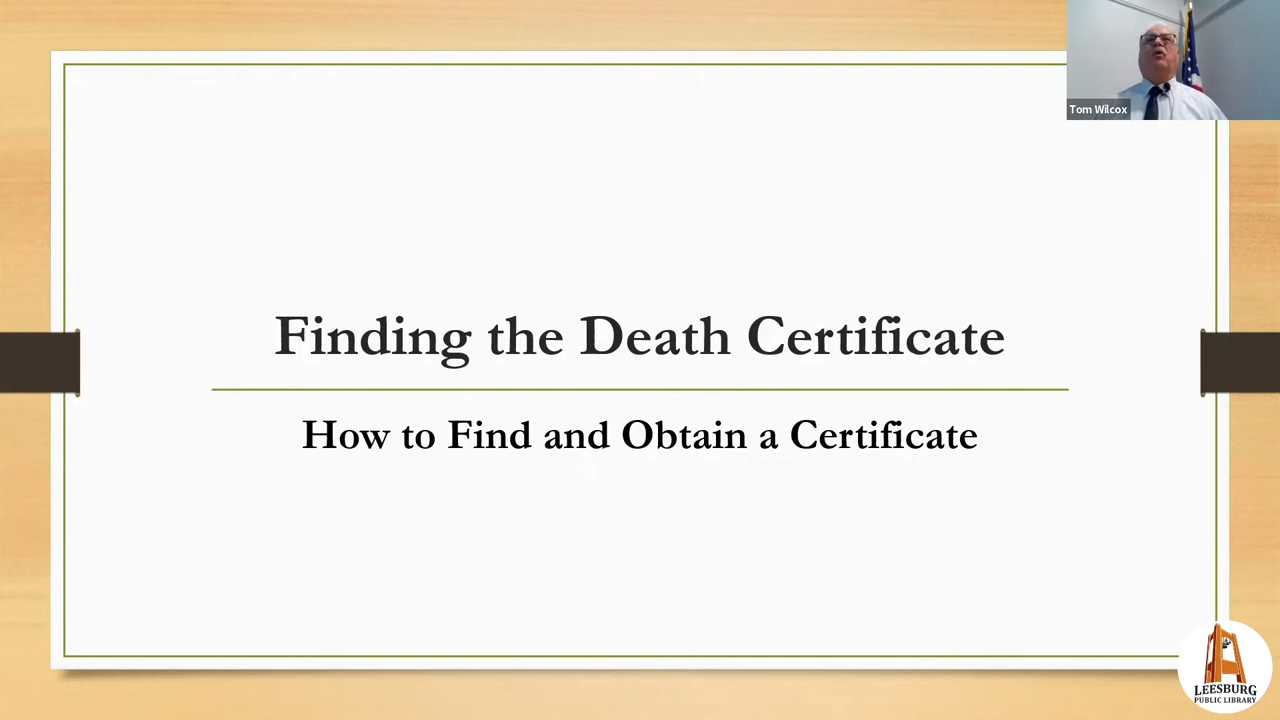 Tom Wilcox
Finding the Death Certificate
How to Find and Obtain a Certificate
LEESBURG
PUBLIC LIBRARY